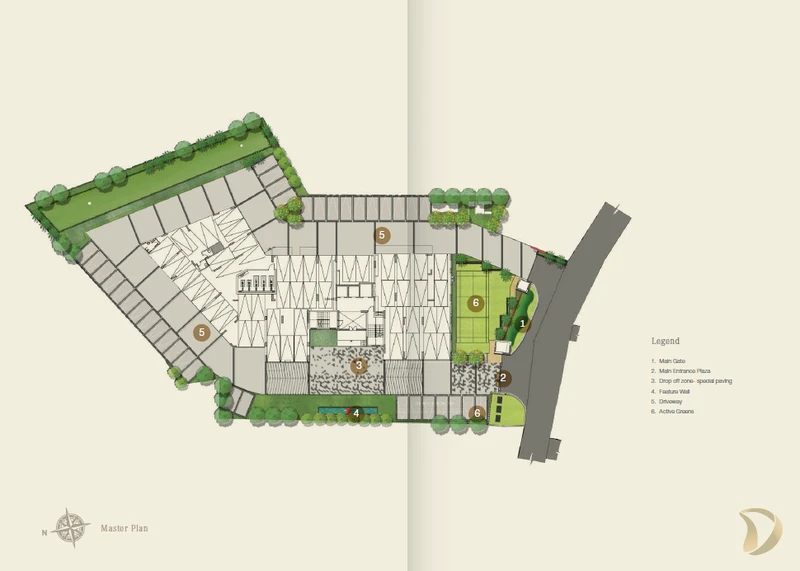 5
6
1
5
3
2
4
6
Legend
1. Main Gate
2. Main Entrance Plaza
3. Drop off zone- special paving
4. Feature Wall
5. Driveway
6. Active Greens
N
Master Plan